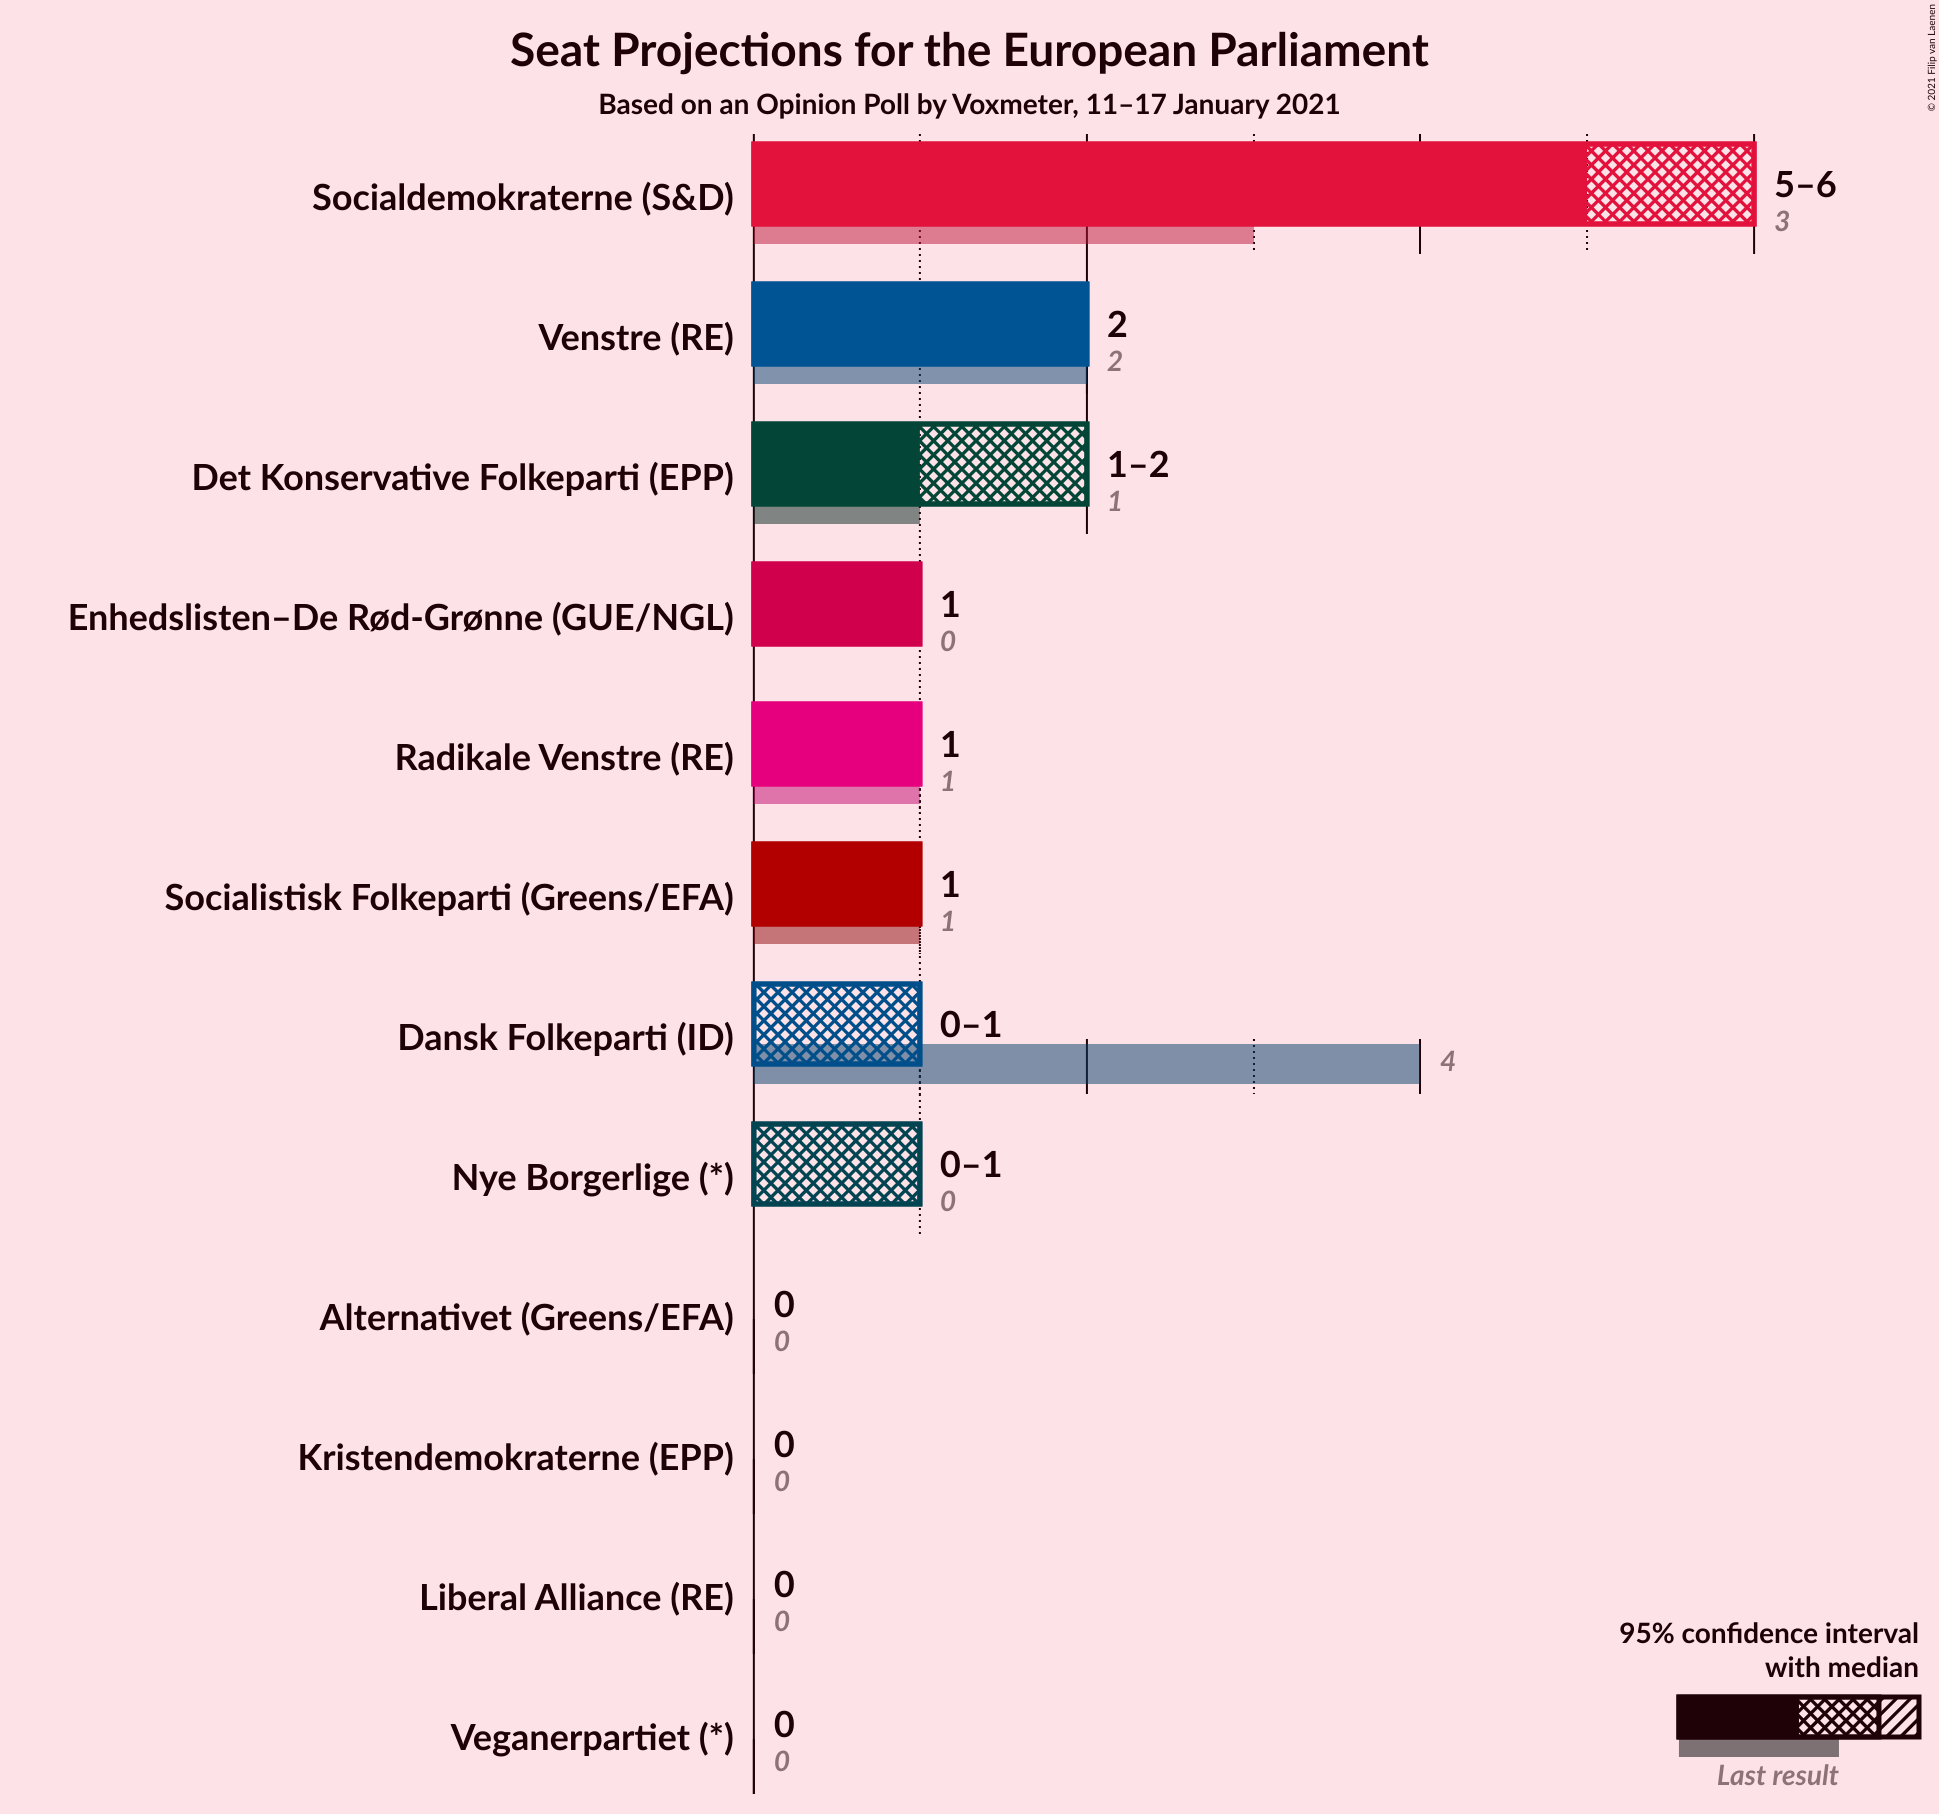 Seat Projections for the European Parliament
Based on an Opinion Poll by Voxmeter, 11–17 January 2021
© 2021 Filip van Laenen
Socialdemokraterne (S&D)
5–6
3
Venstre (RE)
2
2
Det Konservative Folkeparti (EPP)
1–2
1
Enhedslisten–De Rød-Grønne (GUE/NGL)
1
0
Radikale Venstre (RE)
1
1
Socialistisk Folkeparti (Greens/EFA)
1
1
Dansk Folkeparti (ID)
0–1
4
Nye Borgerlige (*)
0–1
0
Alternativet (Greens/EFA)
0
0
Kristendemokraterne (EPP)
0
0
Liberal Alliance (RE)
0
0
Veganerpartiet (*)
0
0
95% confidence interval
with median
Last result